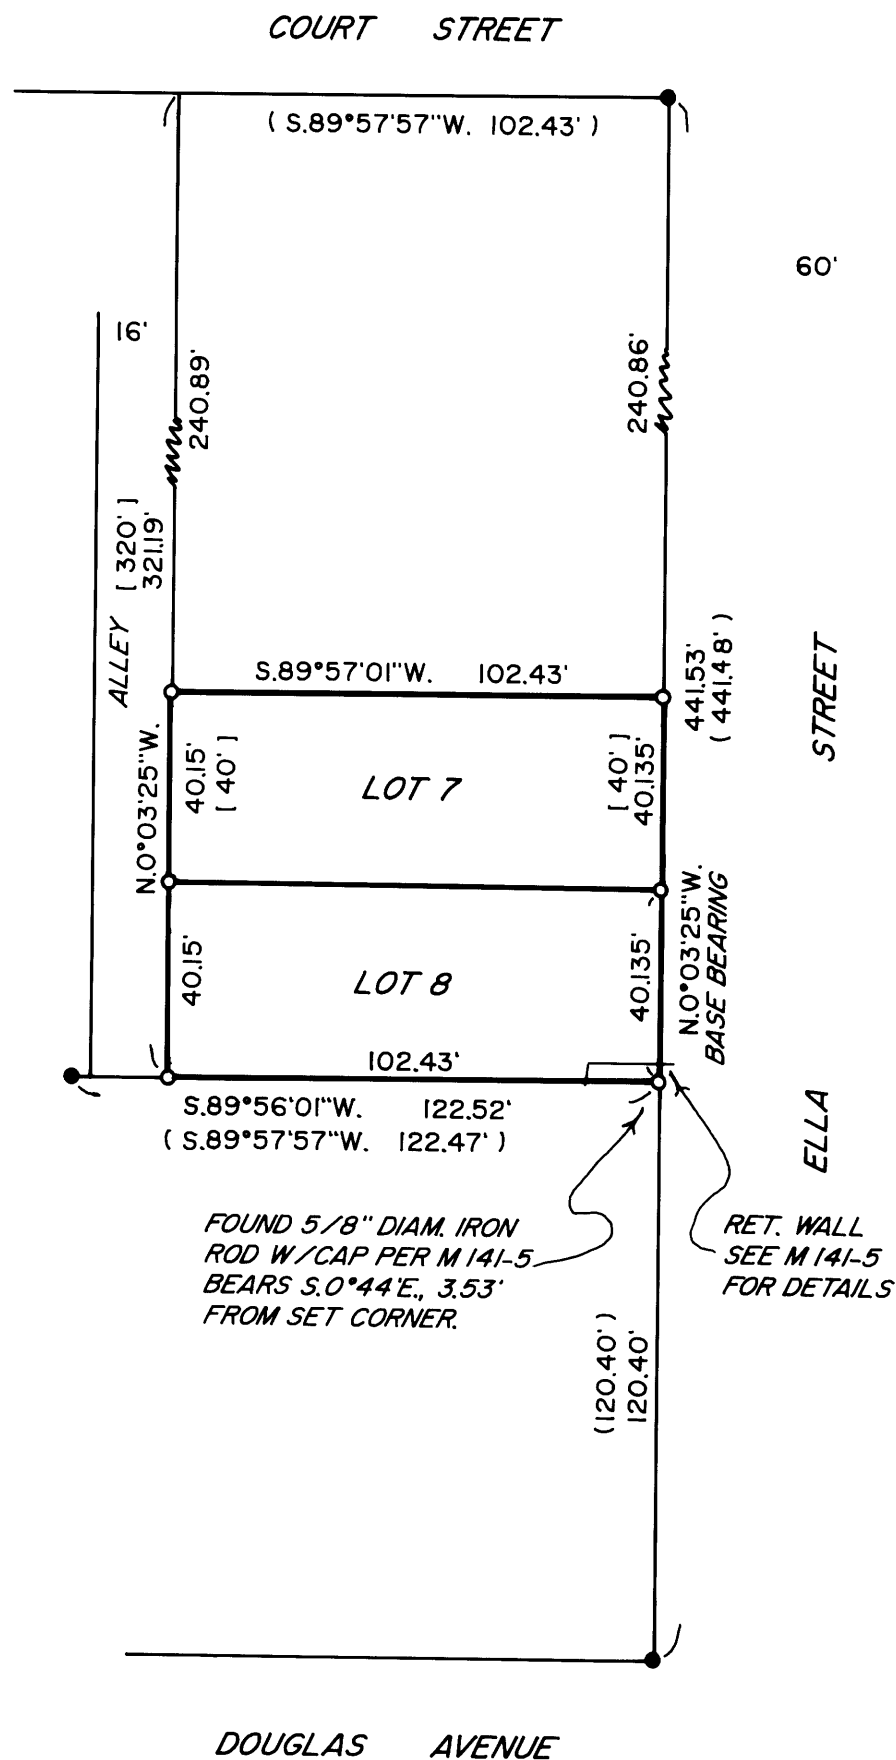 COURT STREET
( S.89°57'57"W. 102.43' )
60'
16'
240.89'
240.86'
[ 320' ]
321.19'
ALLEY
S.89°57'01"W. 102.43'
441.53'
( 441.48' )
STREET
N.0°03'25"W.
40.15'
[ 40' ]
LOT 7
[ 40' ]
40.135'
40.15'
LOT 8
40.135'
N.0°03'25"W.
BASE BEARING
102.43'
S.89°56'01"W. 122.52'
( S.89°57'57"W. 122.47' )
ELLA
FOUND 5/8" DIAM. IRON
ROD W/CAP PER M 141-5
BEARS S.0°44'E., 3.53'
FROM SET CORNER.
RET. WALL
SEE M 141-5
FOR DETAILS
(120.40')
120.40'
DOUGLAS AVENUE